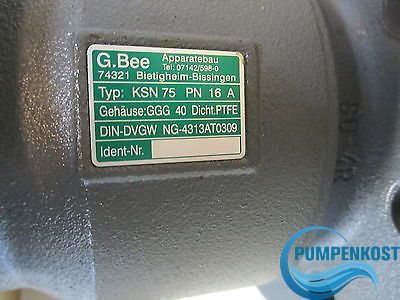 G.Bee Apparatebau
Tel: 07142/598-0
74321 Bietigheim-Bissingen
Typ: KSN 75 PN 16 A
Gehäuse:GGG 40 Dicht.PTFE
DIN-DVGW NG-4313AT0309
Ident-Nr.
PUMPENKOST